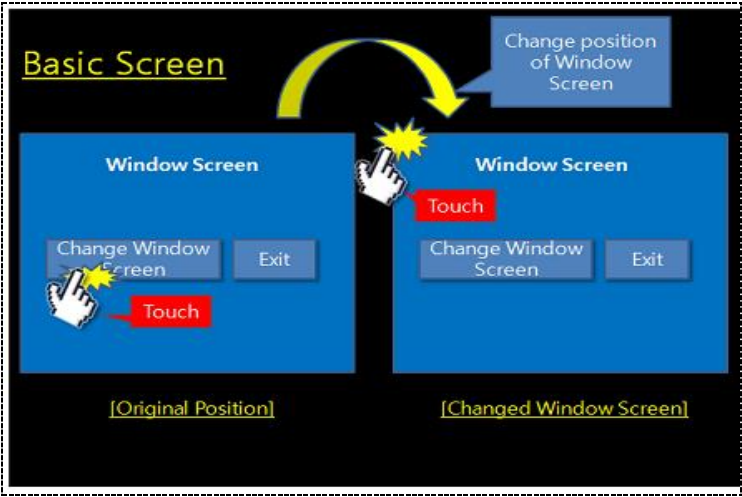 Basic Screen
Change position
of Window
Screen
Window Screen
Change Window
Screen
Exit
Touch
[Original Position]
Window Screen
Touch
Change Window
Screen
Exit
[Changed Window Screen]